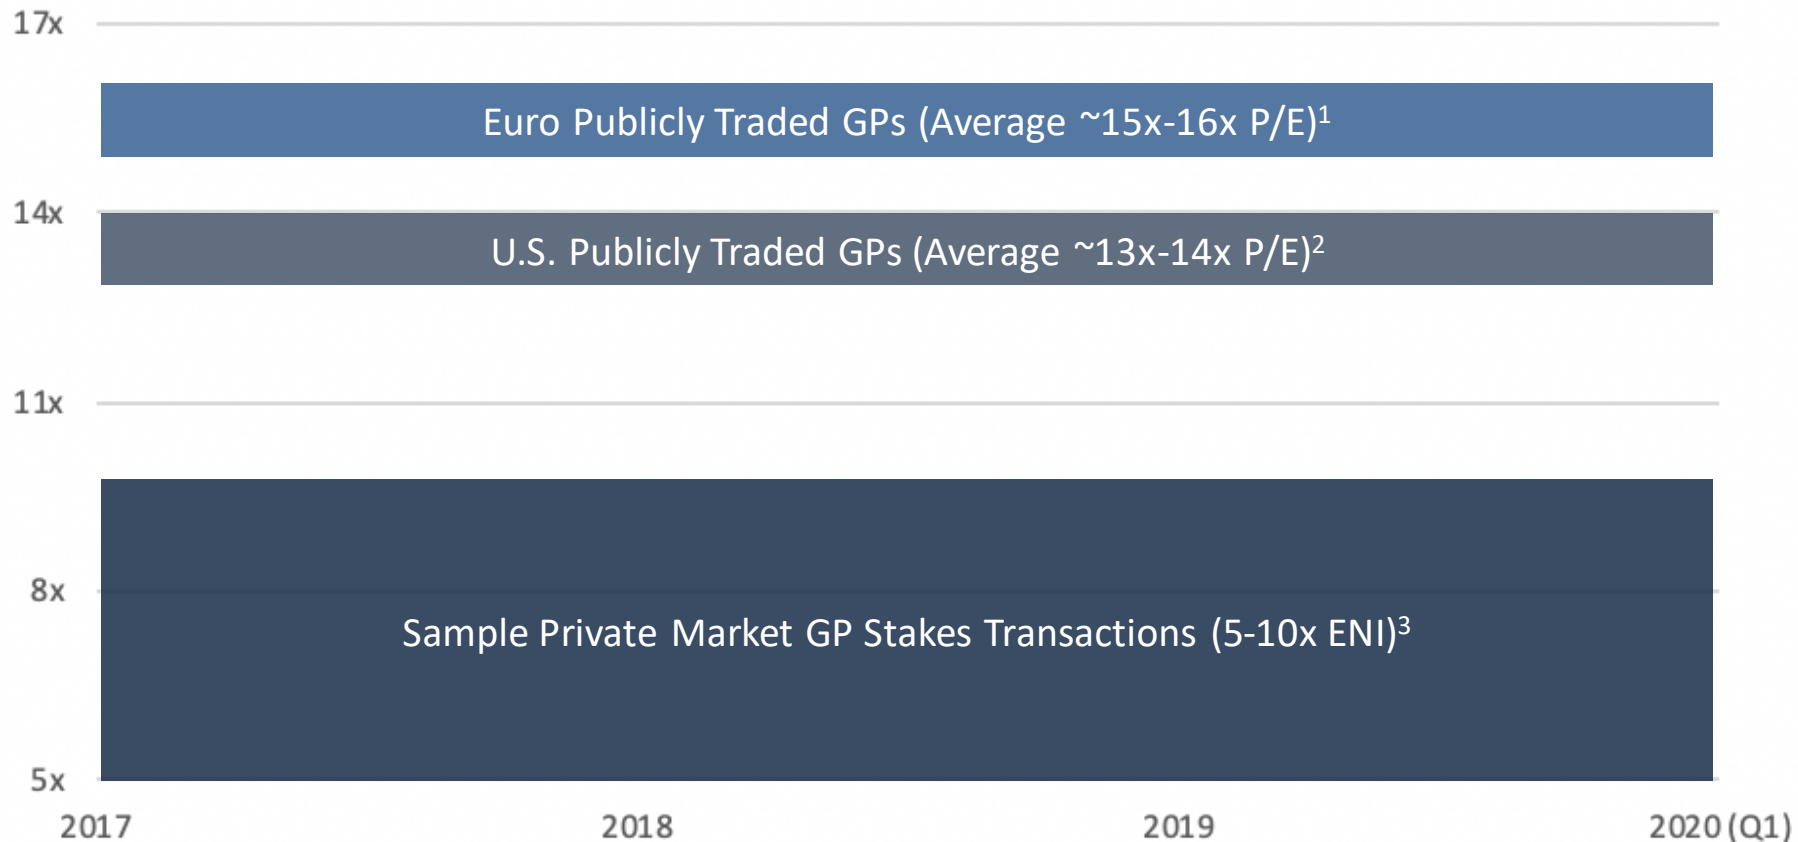 17x
Euro Publicly Traded GPs (Average ~15x-16x P/E)¹
14x
U.S. Publicly Traded GPs (Average ~13x-14x P/E)²
11x
8x
Sample Private Market GP Stakes Transactions (5-10x ENI)³
5x
2017 2018 2019 2020 (Q1)